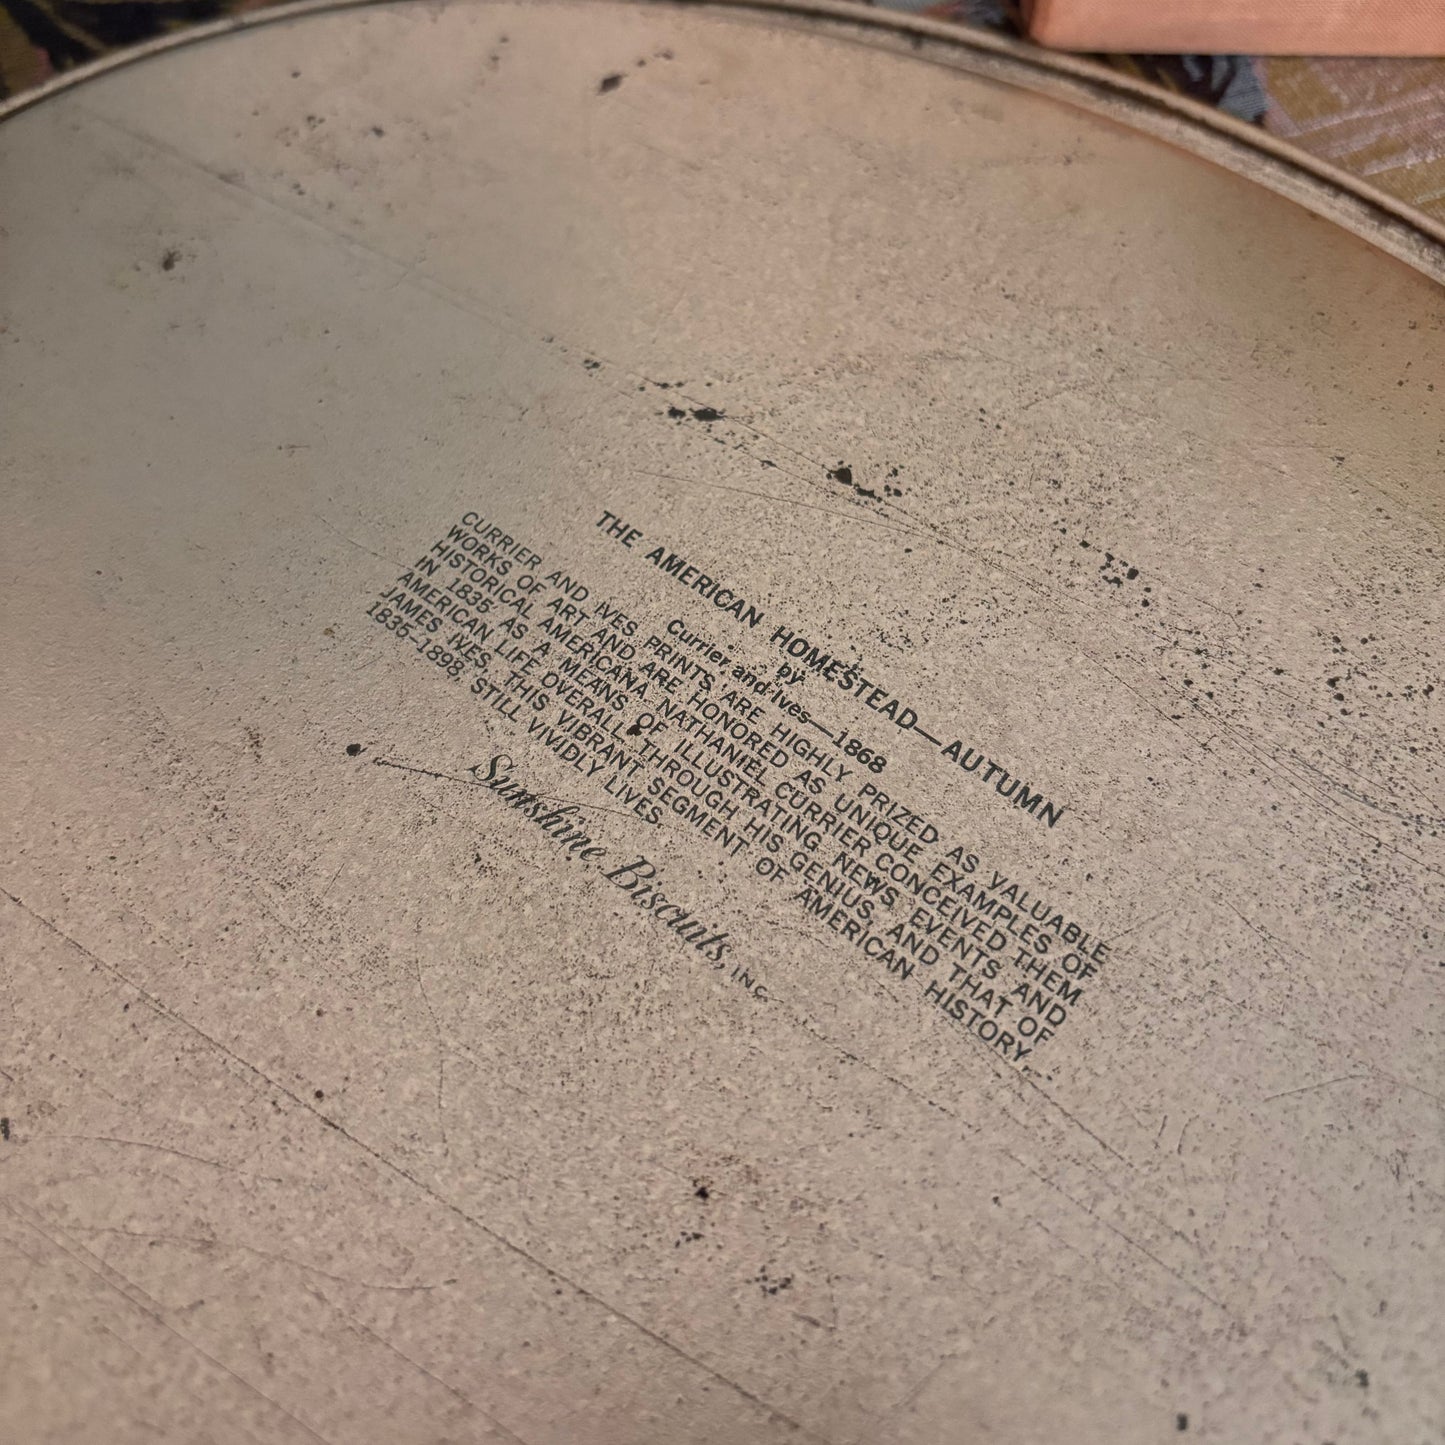 THE AMERICAN HOMESTEAD—AUTUMN
by
Currier and Ives—1868
CURRIER AND IVES PRINTS ARE HIGHLY PRIZED AS VALUABLE
WORKS OF ART AND ARE HONORED AS UNIQUE EXAMPLES OF
HISTORICAL AMERICANA. NATHANIEL CURRIER CONCEIVED THEM
IN 1835 AS A MEANS OF ILLUSTRATING NEWS EVENTS AND
AMERICAN LIFE OVERALL. THROUGH HIS GENIUS, AND THAT OF
JAMES IVES, THIS VIBRANT SEGMENT OF AMERICAN HISTORY,
1835–1898, STILL VIVIDLY LIVES.
Sunshine Biscuits, INC.